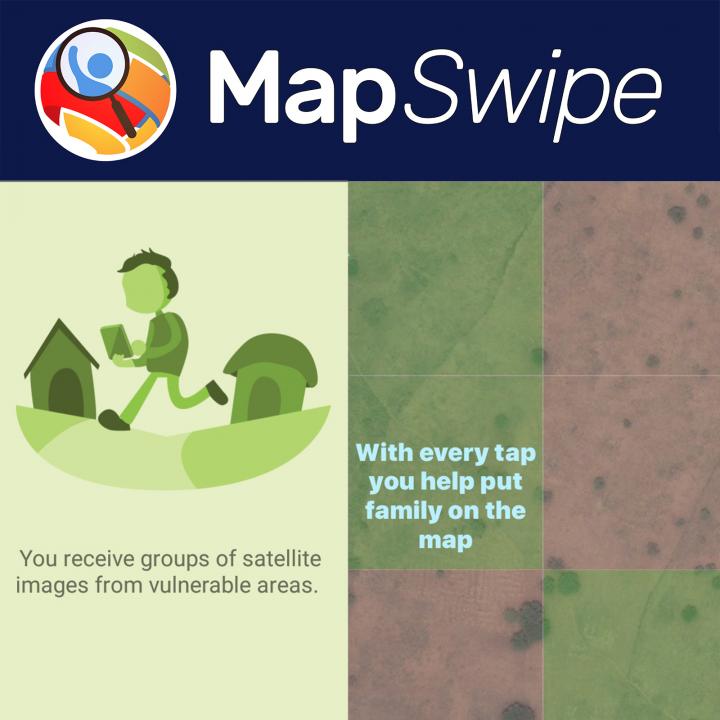 MapSwipe
You receive groups of satellite
images from vulnerable areas.
With every tap
you help put
family on the
map